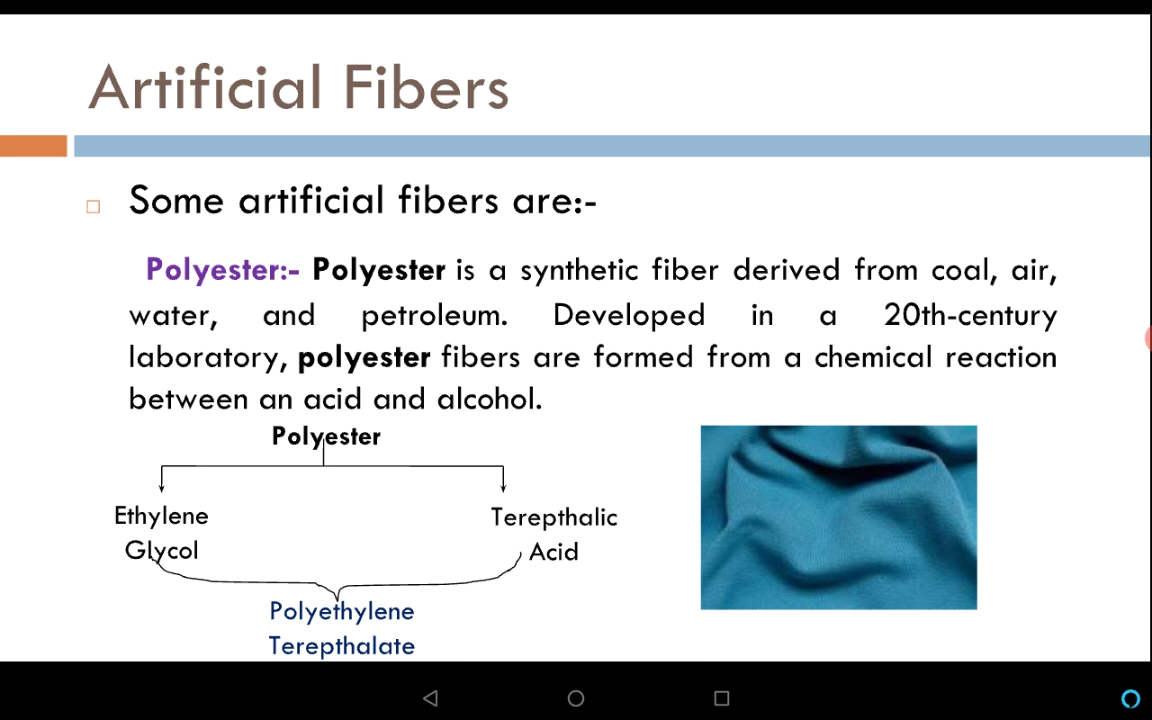 Artificial Fibers
Some artificial fibers are:-
Polyester:- Polyester is a synthetic fiber derived from coal, air,
water, and petroleum. Developed in a 20th-century
laboratory, polyester fibers are formed from a chemical reaction
between an acid and alcohol.
Polyester
Ethylene
Glycol
Terepthalic
Acid
Polyethylene
Terepthalate